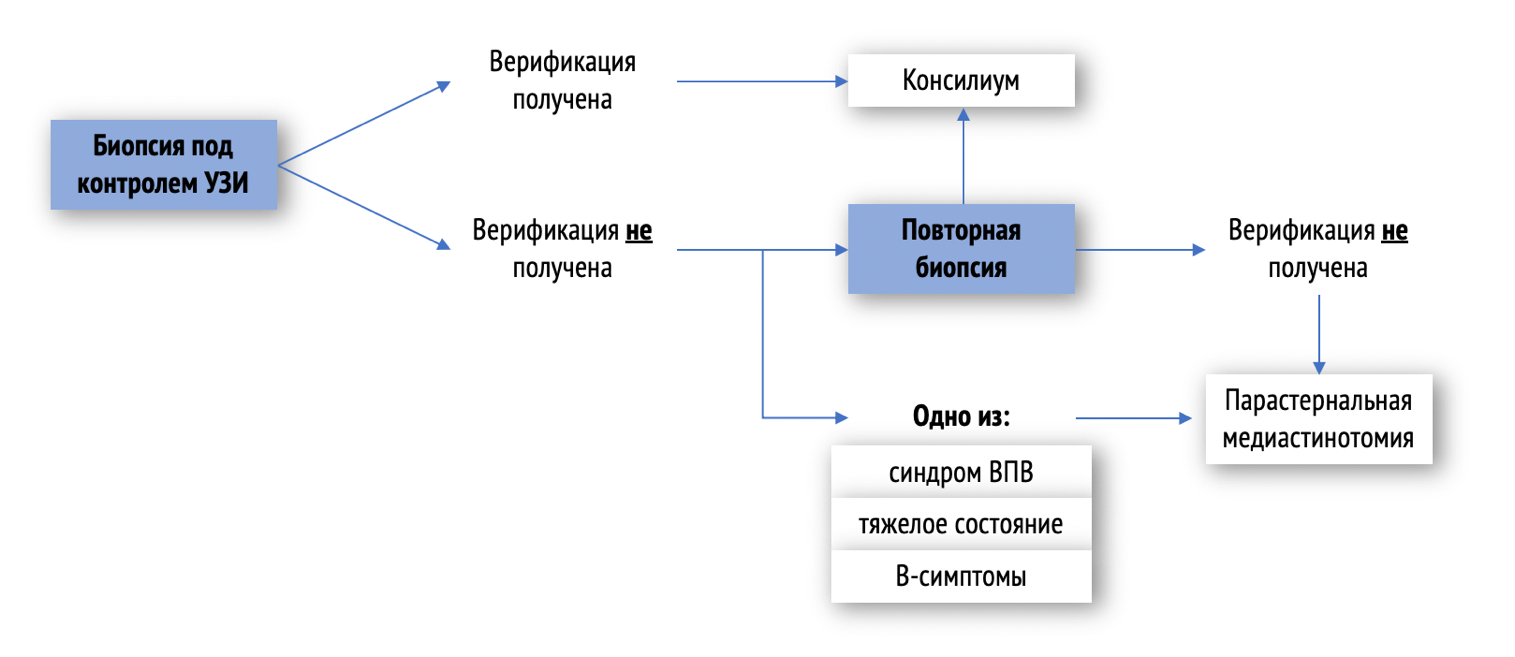 Верификация
получена
Консилиум
Биопсия под
контролем УЗИ
Верификация не
получена
Повторная
биопсия
Верификация не
получена
Одно из:
синдром ВПВ
тяжелое состояние
В-симптомы
Парастернальная
медиастинотомия